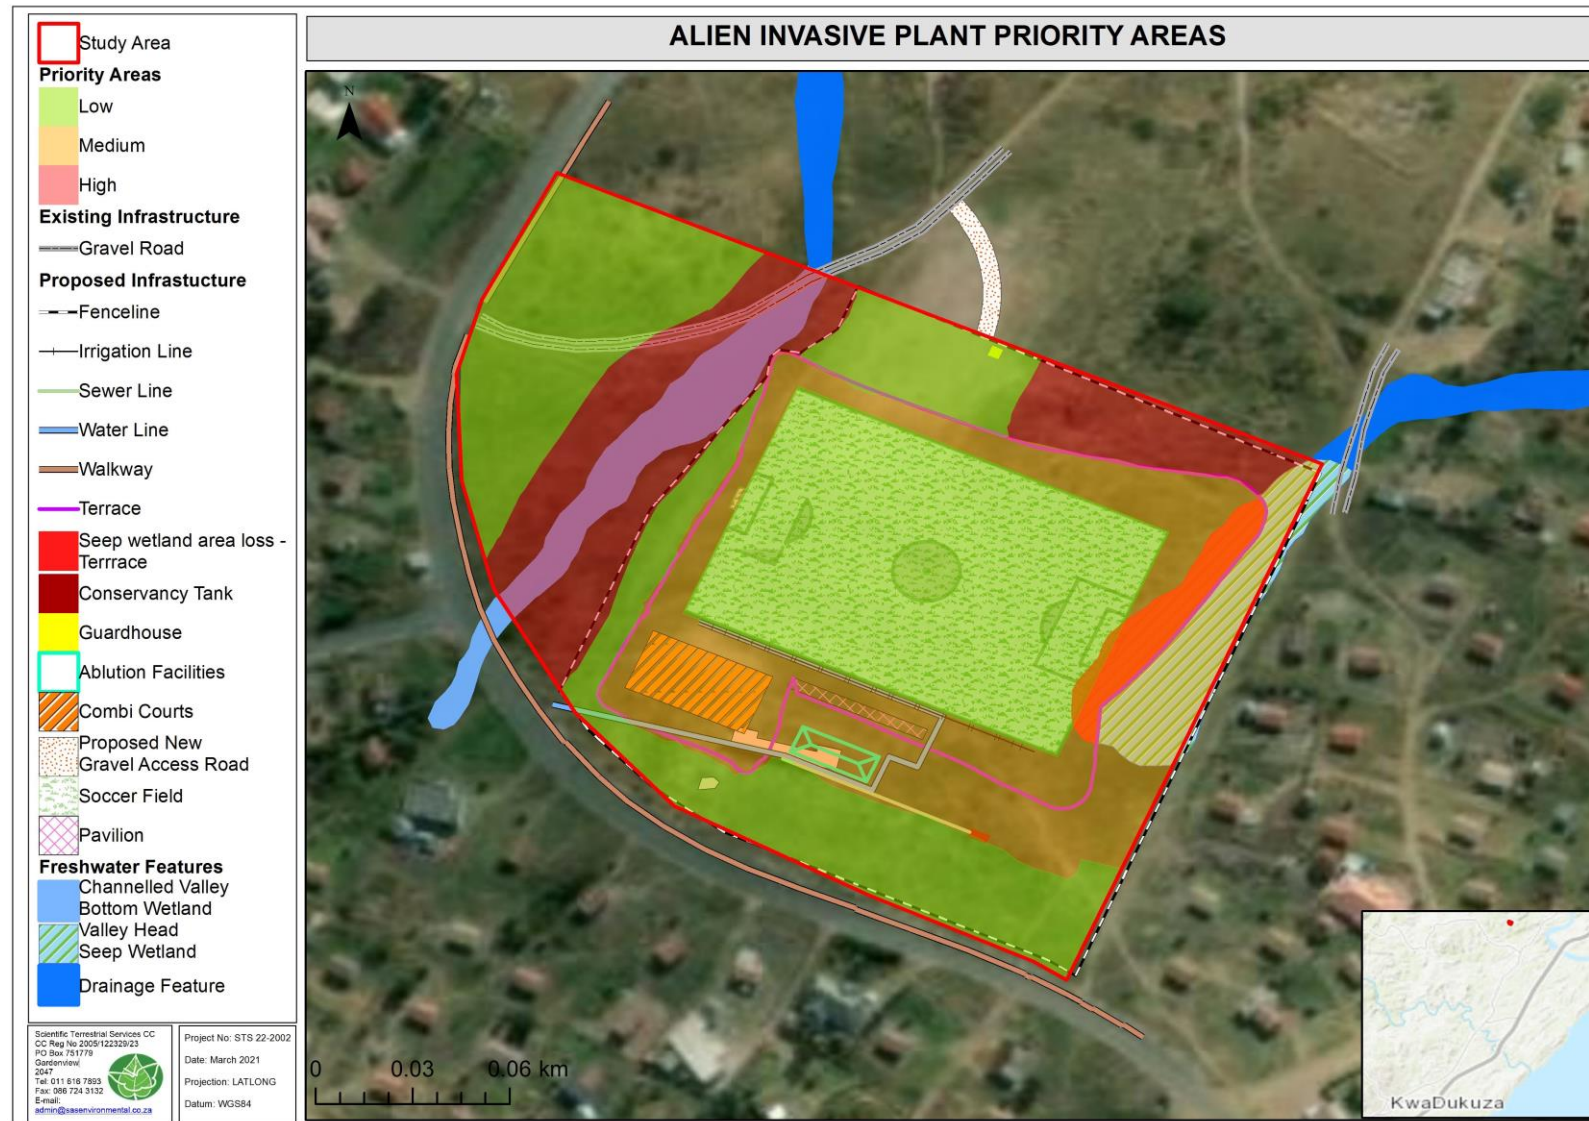 ALIEN INVASIVE PLANT PRIORITY AREAS
Study Area
Priority Areas
Low
Medium
High
Existing Infrastructure
Gravel Road
Proposed Infrastucture
Fenceline
Irrigation Line
Sewer Line
Water Line
Walkway
Terrace
Seep wetland area loss -
Terrrace
Conservancy Tank
Guardhouse
Ablution Facilities
Combi Courts
Proposed New
Gravel Access Road
Soccer Field
Pavilion
Freshwater Features
Channelled Valley
Bottom Wetland
Valley Head
Seep Wetland
Drainage Feature
Scientific Terrestrial Services CC
CC Reg No 2005/122329/23
PO Box 751779
Gardenview
2047
Tel: 011 616 7893
Fax: 086 724 3132
E-mail:
admin@sasenvironmental.co.za
Project No: STS 22-2002
Date: March 2021
Projection: LATLONG
Datum: WGS84
N
0 0.03 0.06 km
KwaDukuza